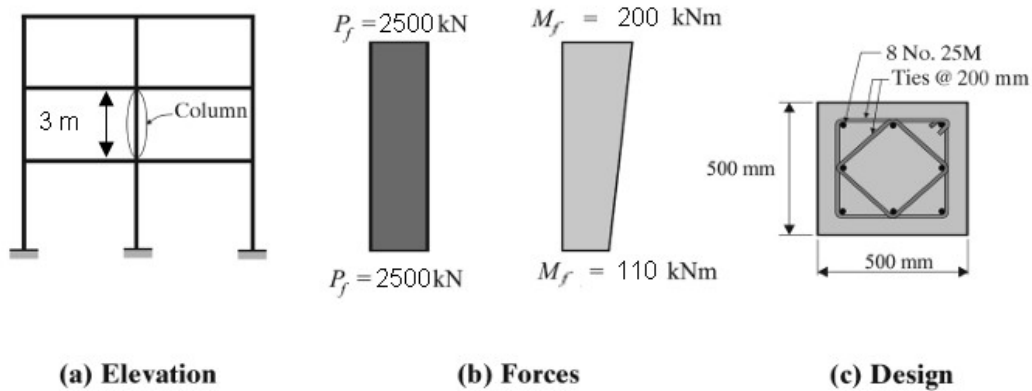 3 m
Column
(a) Elevation
P_f = 2500 kN
M_f = 200 kNm
P_f = 2500 kN
M_f = 110 kNm
(b) Forces
8 No. 25M
Ties @ 200 mm
500 mm
500 mm
(c) Design